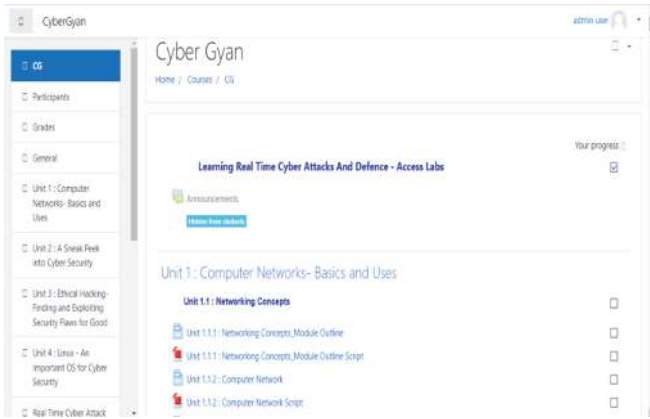 CyberGyan
admin user
CG
Participants
Grades
General
Unit 1 : Computer
Networks- Basics and
Uses
Unit 2 : A Sneak Peek
into Cyber Security
Unit 3 : Ethical Hacking-
Finding and Exploiting
Security Flaws for Good
Unit 4 : Linux - An
Important OS for Cyber
Security
Real Time Cyber Attack
Cyber Gyan
Home / Courses / CG
Your progress
Learning Real Time Cyber Attacks And Defence - Access Labs
Announcements
Hidden from students
Unit 1 : Computer Networks- Basics and Uses
Unit 1.1 : Networking Concepts
Unit 1.1.1 : Networking Concepts_Module Outline
Unit 1.1.1 : Networking Concepts_Module Outline Script
Unit 1.1.2 : Computer Network
Unit 1.1.2 : Computer Network Script